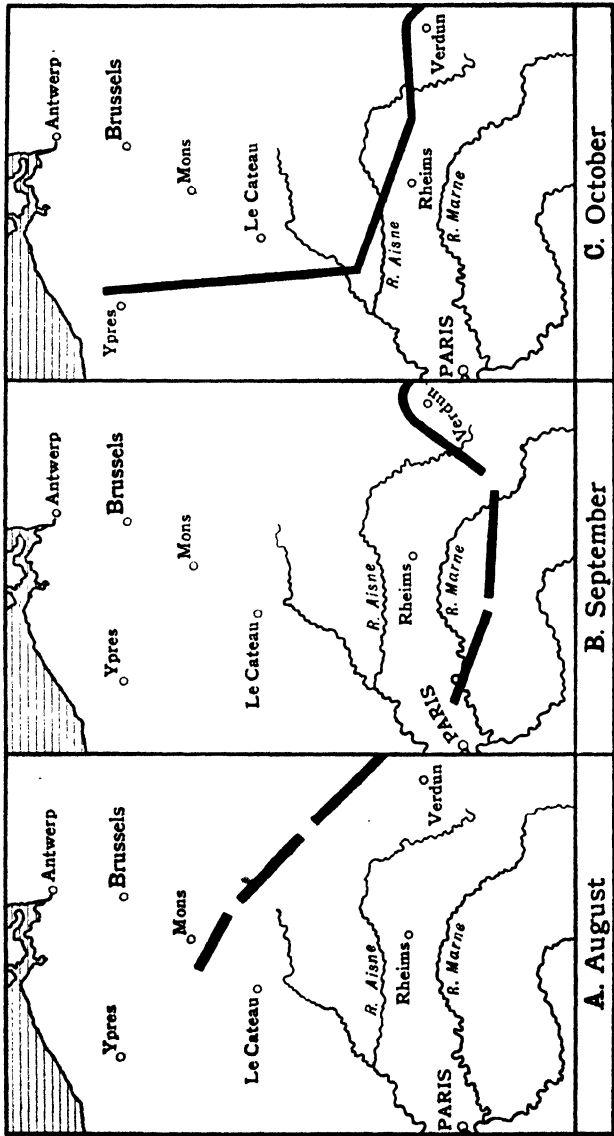 Antwerp
Ypres
Brussels
Mons
Le Cateau
R. Aisne
Rheims
Verdun
R. Marne
PARIS
A. August
Antwerp
Ypres
Brussels
Mons
Le Cateau
R. Aisne
Rheims
Verdun
R. Marne
PARIS
B. September
Antwerp
Ypres
Brussels
Mons
Le Cateau
R. Aisne
Rheims
Verdun
R. Marne
PARIS
C. October